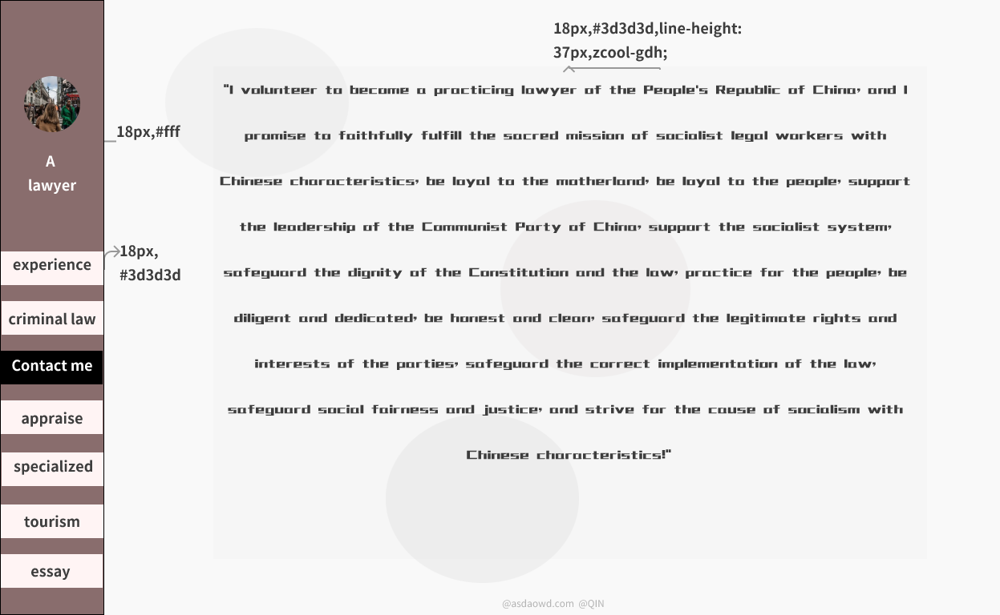 18px,#3d3d3d,line-height:
37px,zcool-gdh;
"I volunteer to become a practicing lawyer of the People's Republic of China, and I
promise to faithfully fulfill the sacred mission of socialist legal workers with
Chinese characteristics, be loyal to the motherland, be loyal to the people, support
the leadership of the Communist Party of China, support the socialist system,
safeguard the dignity of the Constitution and the law, practice for the people, be
diligent and dedicated, be honest and clean, safeguard the legitimate rights and
interests of the parties, safeguard the correct implementation of the law,
safeguard social fairness and justice, and strive for the cause of socialism with
Chinese characteristics!"
18px,#fff
A
lawyer
18px,
#3d3d3d
experience
criminal law
Contact me
appraise
specialized
tourism
essay
@asdaowd.com @QIN